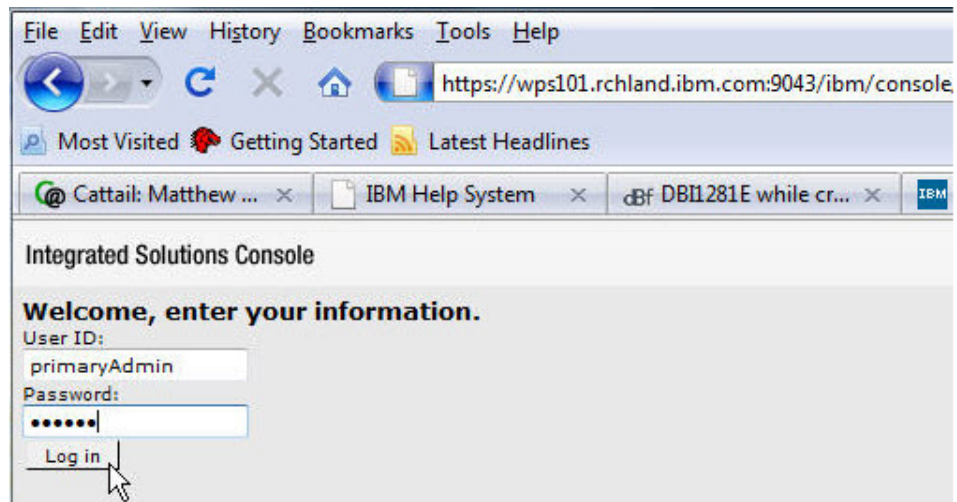 File Edit View History Bookmarks Tools Help
https://wps101.rchland.ibm.com:9043/ibm/console
Most Visited Getting Started Latest Headlines
Cattail: Matthew ... IBM Help System dBf DBI1281E while cr... IBM
Integrated Solutions Console
Welcome, enter your information.
User ID:
primaryAdmin
Password:
••••••
Log in